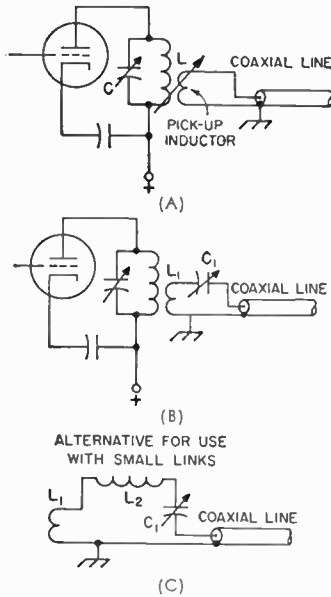 C
L
COAXIAL LINE
PICK-UP
INDUCTOR
+
(A)
L₁
C₁
COAXIAL LINE
+
(B)
ALTERNATIVE FOR USE
WITH SMALL LINKS
L₁
L₂
C₁
COAXIAL LINE
(C)